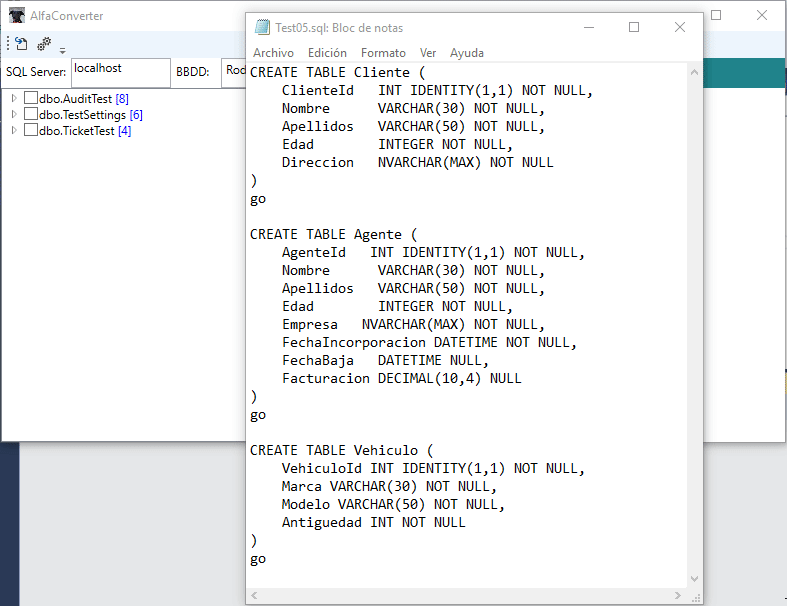 AlfaConverter
SQL Server: localhost BBDD: Rod
dbo.AuditTest [8]
dbo.TestSettings [6]
dbo.TicketTest [4]
Test05.sql: Bloc de notas
Archivo Edición Formato Ver Ayuda
CREATE TABLE Cliente (
    ClienteId   INT IDENTITY(1,1) NOT NULL,
    Nombre      VARCHAR(30) NOT NULL,
    Apellidos   VARCHAR(50) NOT NULL,
    Edad        INTEGER NOT NULL,
    Direccion   NVARCHAR(MAX) NOT NULL
)
go

CREATE TABLE Agente (
    AgenteId   INT IDENTITY(1,1) NOT NULL,
    Nombre      VARCHAR(30) NOT NULL,
    Apellidos   VARCHAR(50) NOT NULL,
    Edad        INTEGER NOT NULL,
    Empresa   NVARCHAR(MAX) NOT NULL,
    FechaIncorporacion DATETIME NOT NULL,
    FechaBaja   DATETIME NULL,
    Facturacion DECIMAL(10,4) NULL
)
go

CREATE TABLE Vehiculo (
    VehiculoId INT IDENTITY(1,1) NOT NULL,
    Marca VARCHAR(30) NOT NULL,
    Modelo VARCHAR(50) NOT NULL,
    Antiguedad INT NOT NULL
)
go